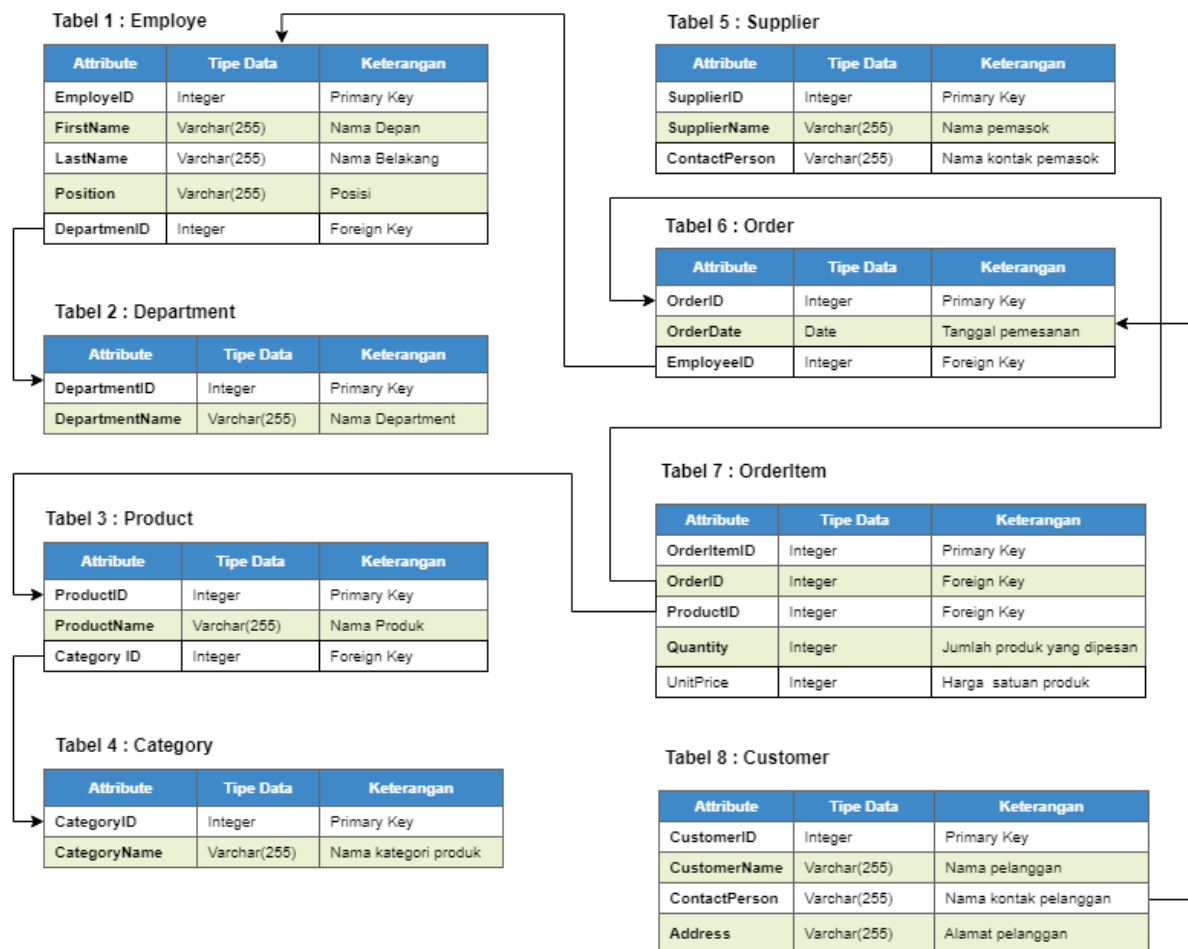 Tabel 1 : Employe
Attribute Tipe Data Keterangan
EmployeID Integer Primary Key
FirstName Varchar(255) Nama Depan
LastName Varchar(255) Nama Belakang
Position Varchar(255) Posisi
DepartmenID Integer Foreign Key
Tabel 2 : Department
Attribute Tipe Data Keterangan
DepartmentID Integer Primary Key
DepartmentName Varchar(255) Nama Department
Tabel 3 : Product
Attribute Tipe Data Keterangan
ProductID Integer Primary Key
ProductName Varchar(255) Nama Produk
Category ID Integer Foreign Key
Tabel 4 : Category
Attribute Tipe Data Keterangan
CategoryID Integer Primary Key
CategoryName Varchar(255) Nama kategori produk
Tabel 5 : Supplier
Attribute Tipe Data Keterangan
SupplierID Integer Primary Key
SupplierName Varchar(255) Nama pemasok
ContactPerson Varchar(255) Nama kontak pemasok
Tabel 6 : Order
Attribute Tipe Data Keterangan
OrderID Integer Primary Key
OrderDate Date Tanggal pemesanan
EmployeeID Integer Foreign Key
Tabel 7 : OrderItem
Attribute Tipe Data Keterangan
OrderItemID Integer Primary Key
OrderID Integer Foreign Key
ProductID Integer Foreign Key
Quantity Integer Jumlah produk yang dipesan
UnitPrice Integer Harga satuan produk
Tabel 8 : Customer
Attribute Tipe Data Keterangan
CustomerID Integer Primary Key
CustomerName Varchar(255) Nama pelanggan
ContactPerson Varchar(255) Nama kontak pelanggan
Address Varchar(255) Alamat pelanggan